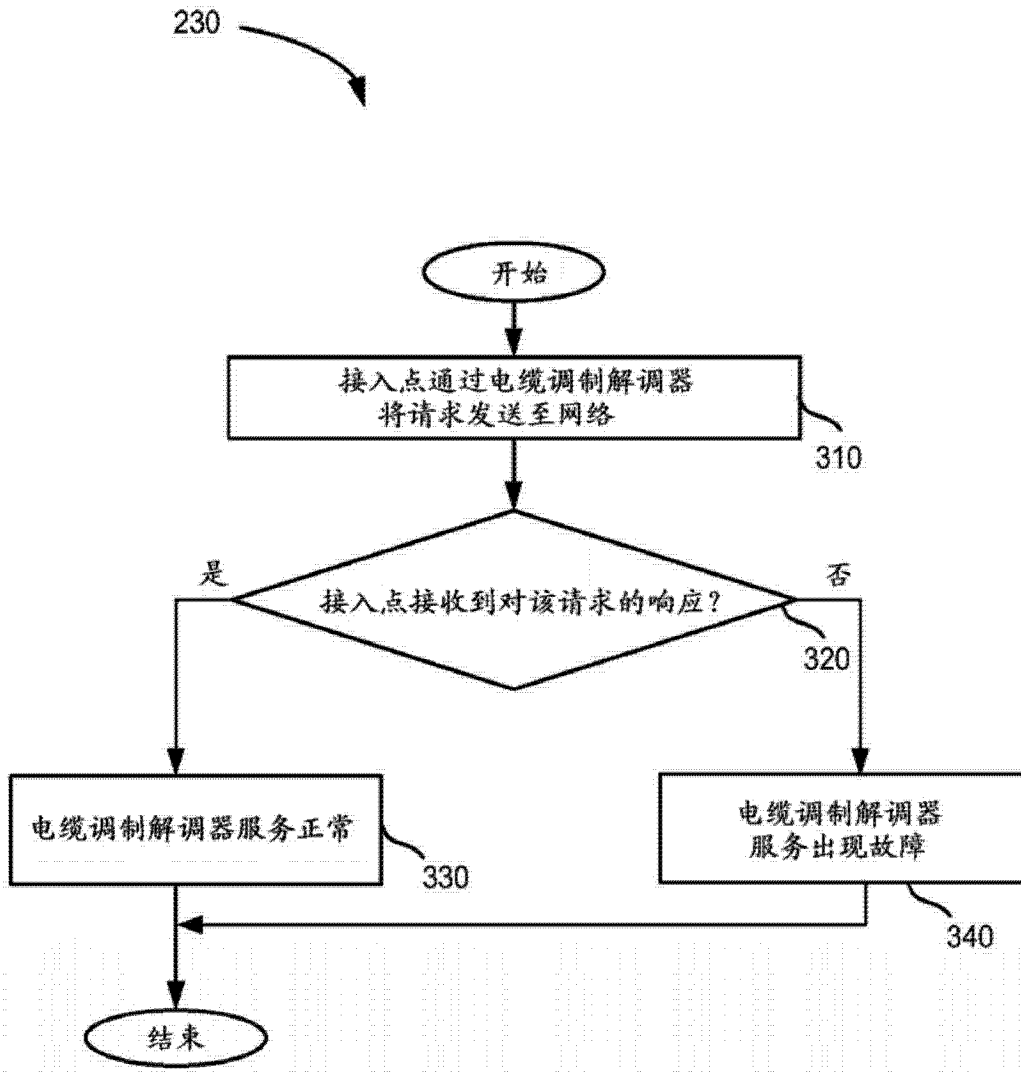 230
开始
接入点通过电缆调制解调器
将请求发送至网络
310
是
否
接入点接收到对该请求的响应?
320
电缆调制解调器服务正常
330
电缆调制解调器
服务出现故障
340
结束